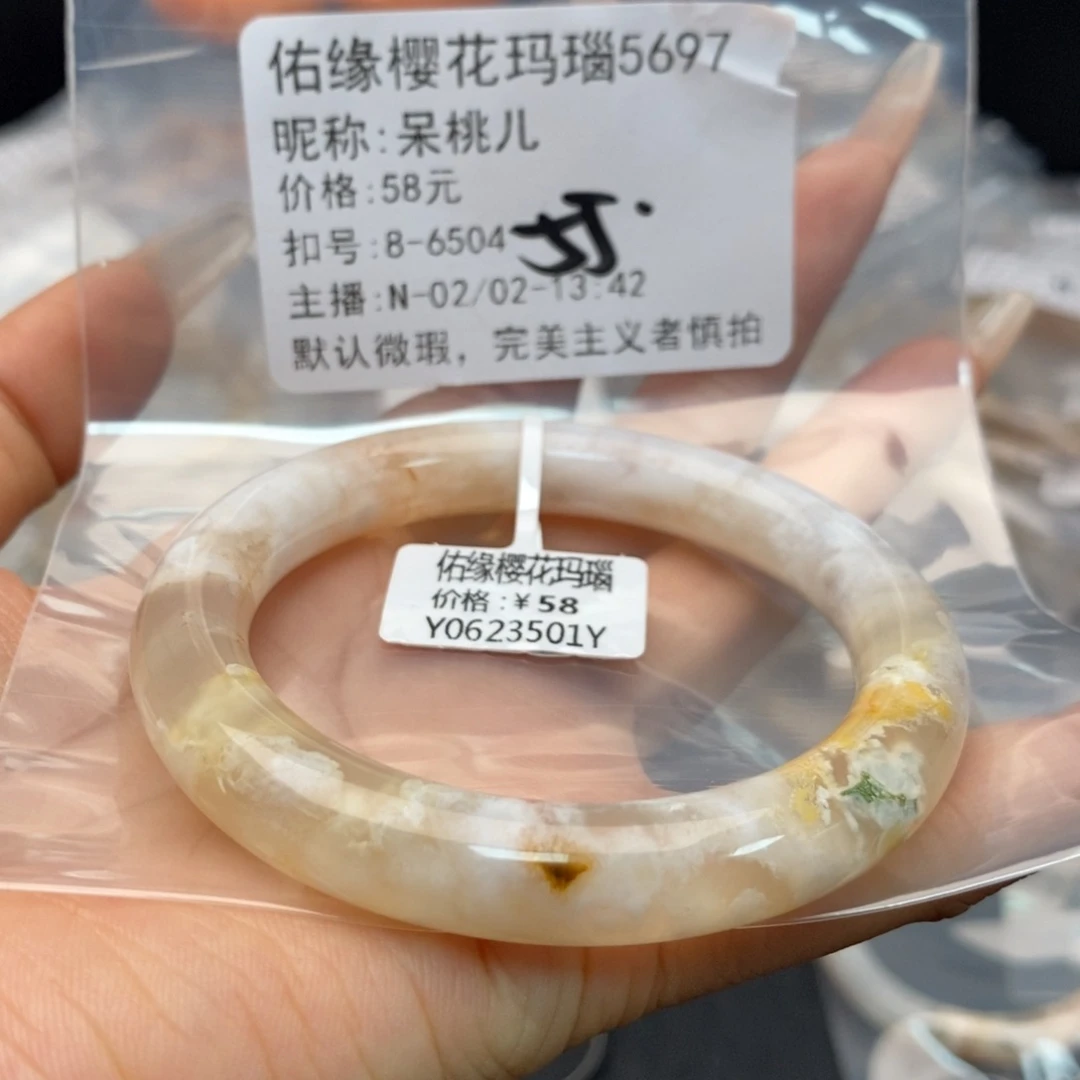 佑缘樱花玛瑙5697
昵称:呆桃儿
价格:58元
扣号:8-6504
主播:N-02/02-13:42
默认微瑕，完美主义者慎拍
佑缘樱花玛瑙
价格:¥58
Y0623501Y